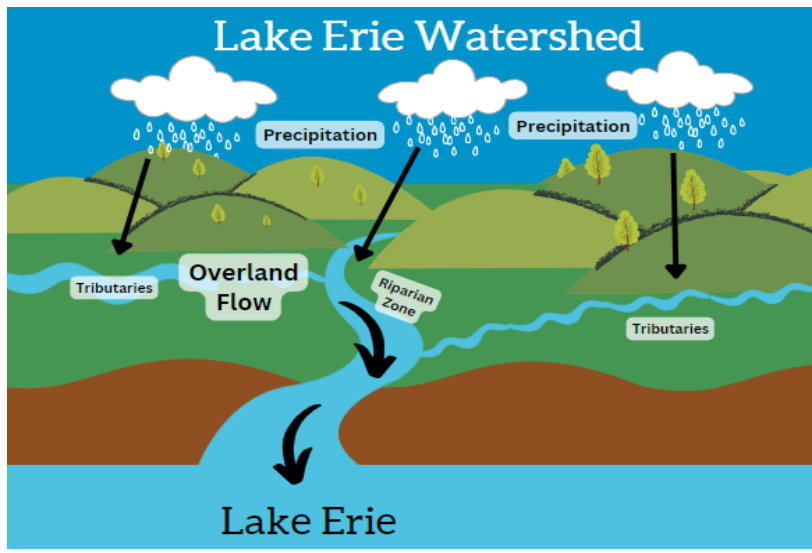 Lake Erie Watershed
Precipitation
Precipitation
Overland
Flow
Tributaries
Riparian
Zone
Tributaries
Lake Erie